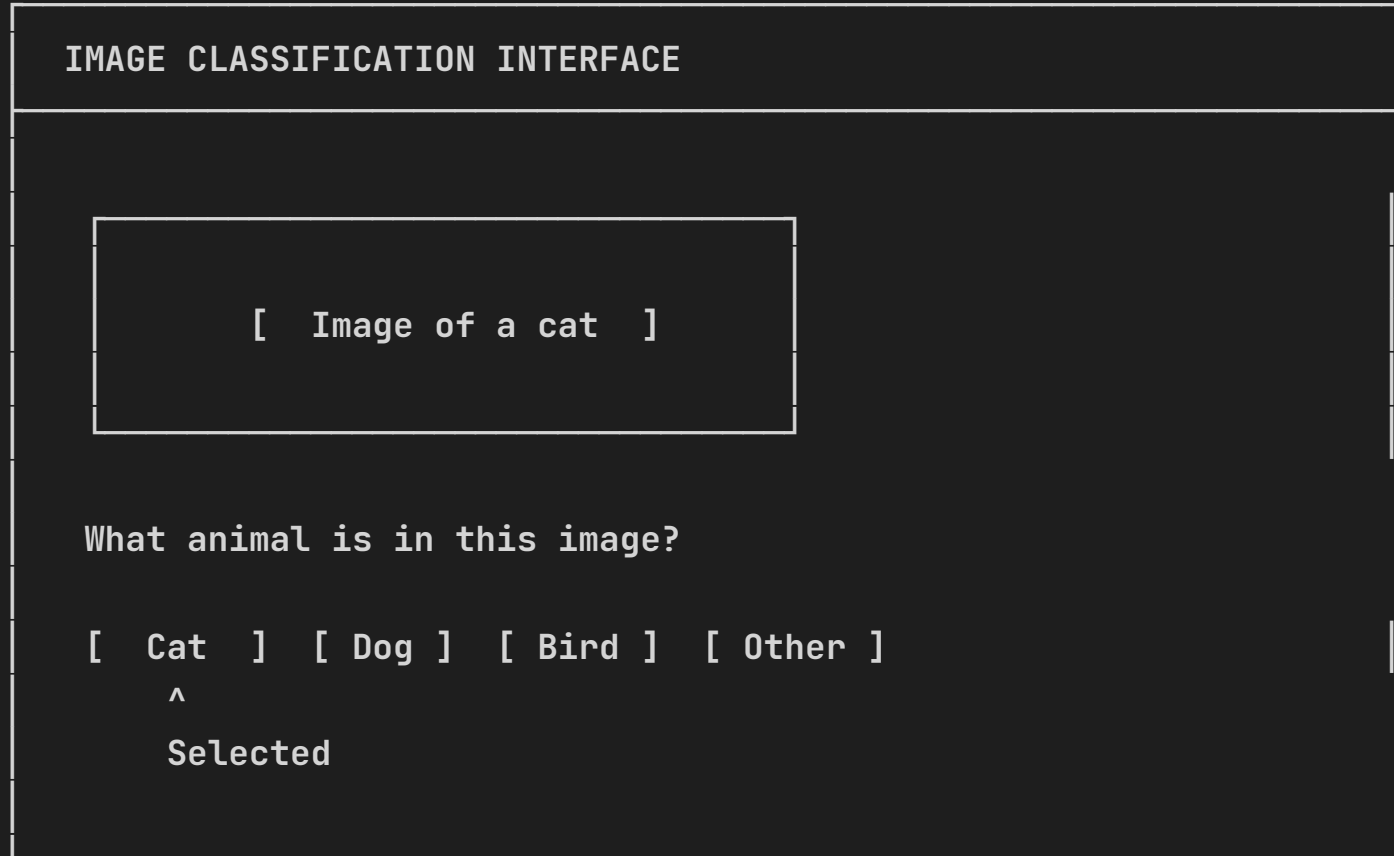 IMAGE CLASSIFICATION INTERFACE
[ Image of a cat ]
What animal is in this image?
[ Cat ] [ Dog ] [ Bird ] [ Other ]
^
Selected